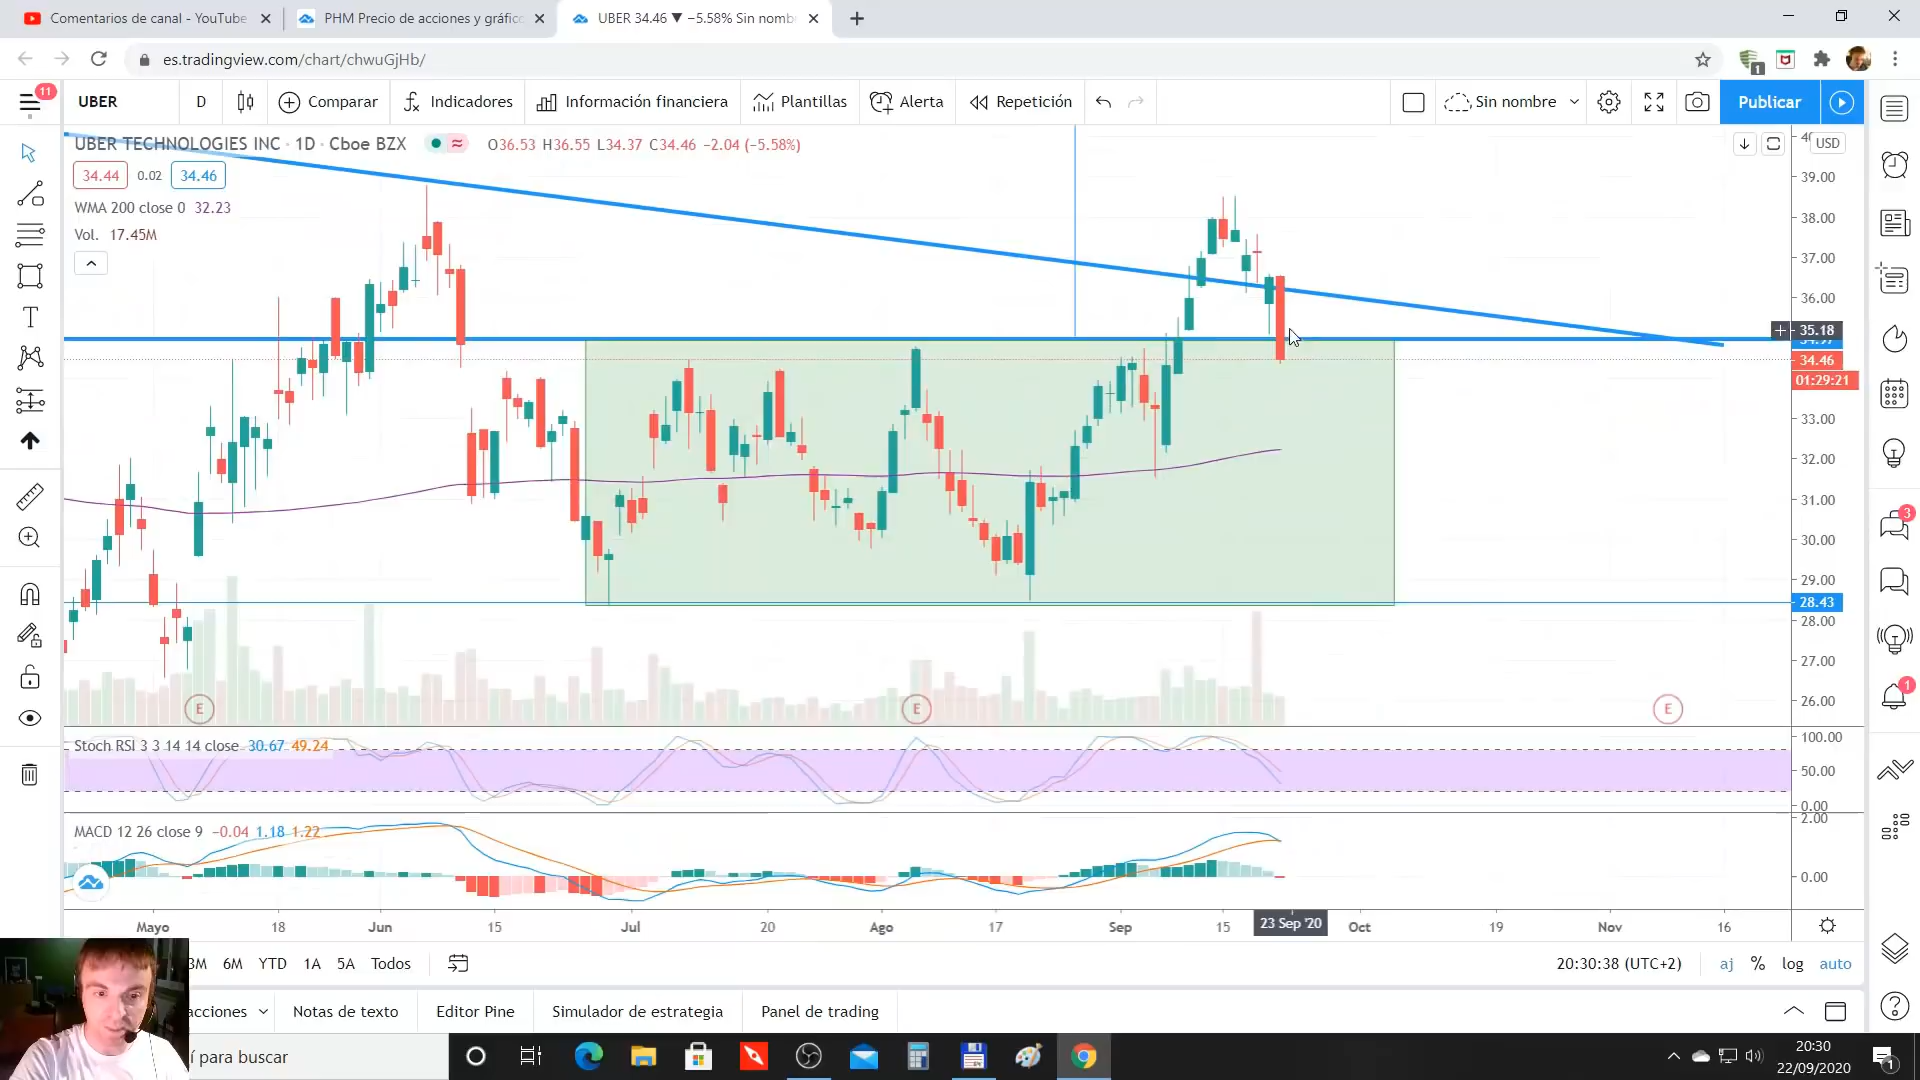 Comentarios de canal - YouTube
PHM Precio de acciones y gráfic
UBER 34.46 ▼ −5.58% Sin nomb
es.tradingview.com/chart/chwuGjHb/
1
11
UBER
D
Comparar
Indicadores
Información financiera
Plantillas
Alerta
Repetición
Sin nombre
Publicar
UBER TECHNOLOGIES INC · 1D · Cboe BZX
O36.53 H36.55 L34.37 C34.46 −2.04 (−5.58%)
34.44
0.02
34.46
WMA 200 close 0 32.23
Vol. 17.45M
USD
39.00
38.00
37.00
36.00
35.18
34.46
01:29:21
33.00
32.00
31.00
30.00
29.00
28.43
28.00
27.00
26.00
E
E
E
Stoch RSI 3 3 14 14 close 30.67 49.24
100.00
50.00
0.00
MACD 12 26 close 9 −0.04 1.18 1.22
2.00
0.00
Mayo
18
Jun
15
Jul
20
Ago
17
Sep
15
23 Sep '20
Oct
19
Nov
16
3M
6M
YTD
1A
5A
Todos
20:30:38 (UTC+2)
aj
%
log
auto
acciones
Notas de texto
Editor Pine
Simulador de estrategia
Panel de trading
3
1
í para buscar
20:30
22/09/2020
1